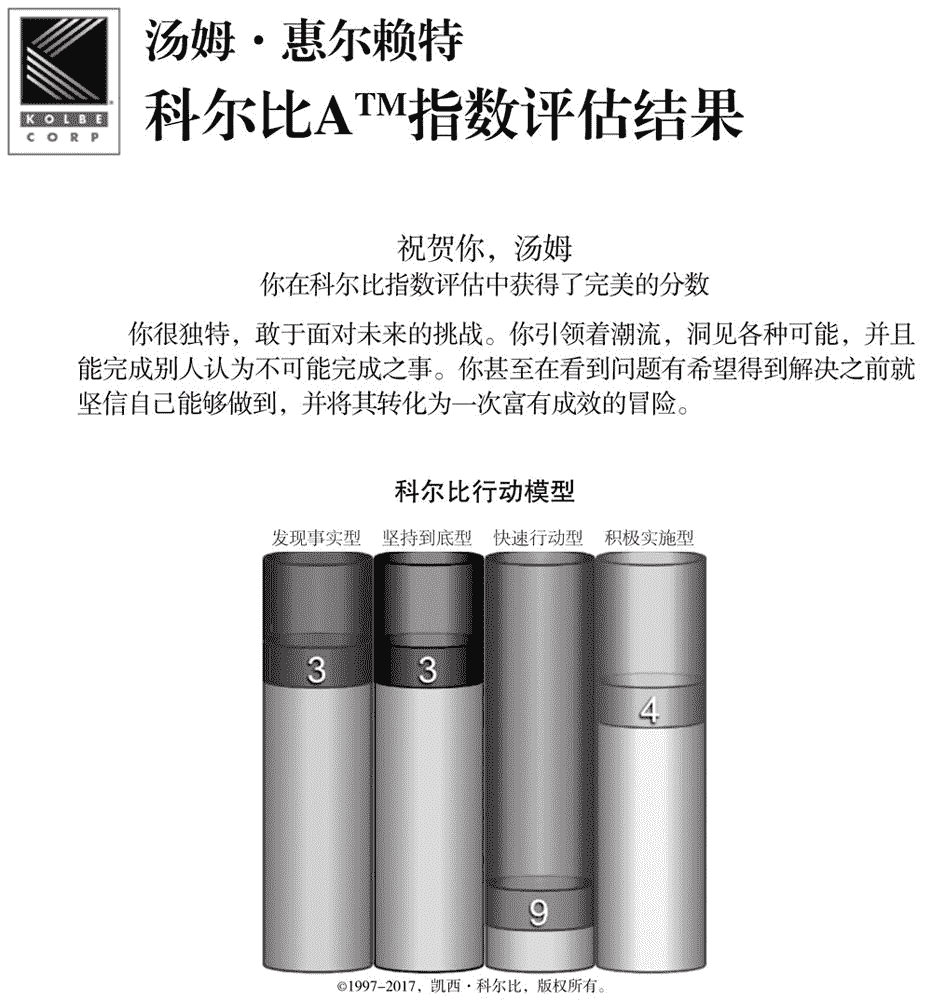 KOLBE
CORP
汤姆·惠尔赖特
科尔比A™指数评估结果
祝贺你，汤姆
你在科尔比指数评估中获得了完美的分数
你很独特，敢于面对未来的挑战。你引领着潮流，洞见各种可能，并且
能完成别人认为不可能完成之事。你甚至在看到问题有希望得到解决之前就
坚信自己能够做到，并将其转化为一次富有成效的冒险。
科尔比行动模型
发现事实型 坚持到底型 快速行动型 积极实施型
3 3 4
9
©1997-2017，凯西·科尔比，版权所有。